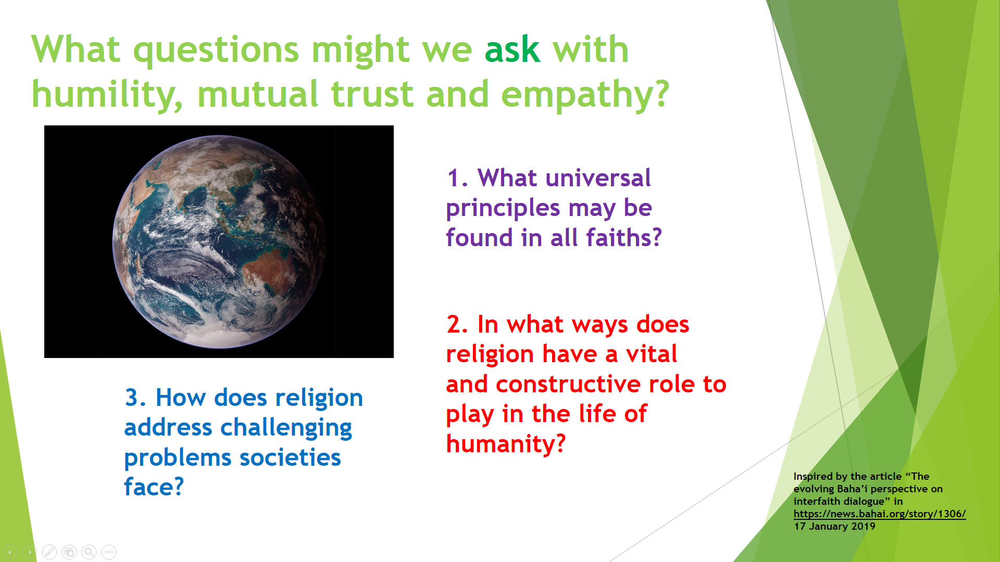 What questions might we ask with
humility, mutual trust and empathy?
1. What universal
principles may be
found in all faiths?
2. In what ways does
religion have a vital
and constructive role to
play in the life of
humanity?
3. How does religion
address challenging
problems societies
face?
Inspired by the article “The
evolving Baha’i perspective on
interfaith dialogue” in
https://news.bahai.org/story/1306/
17 January 2019